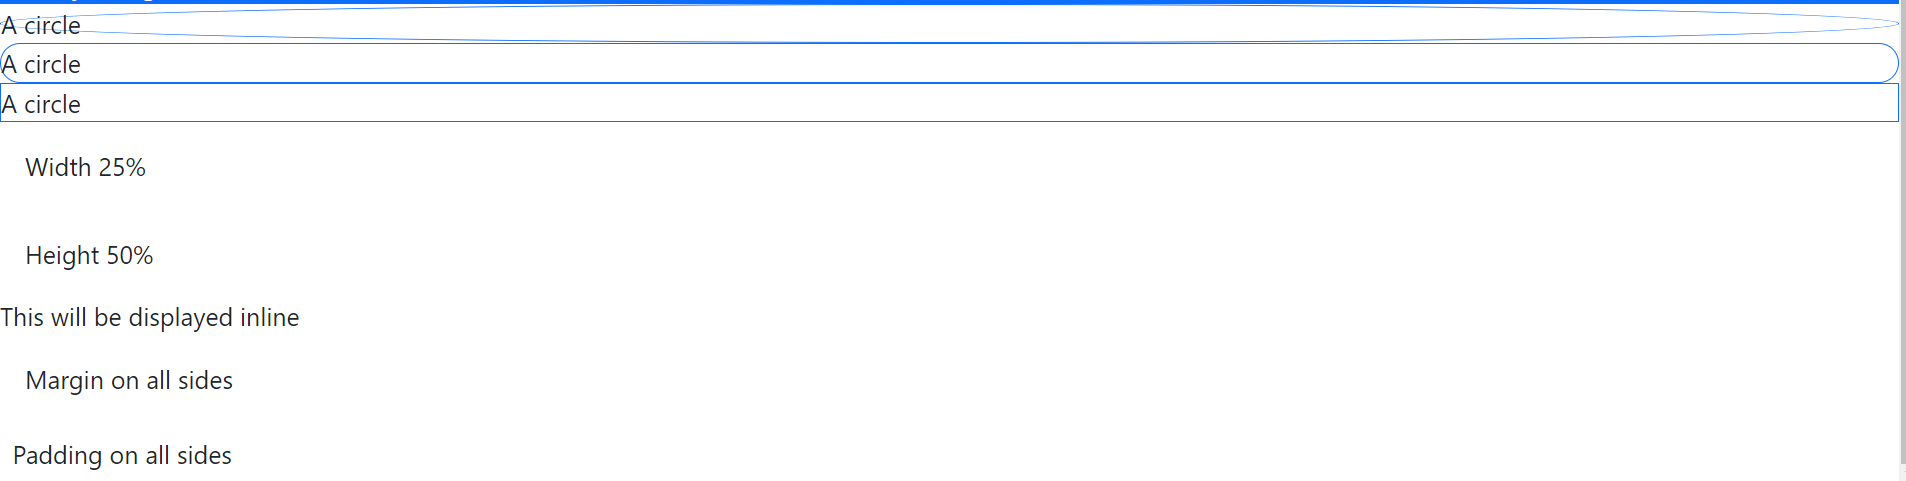 A circle
A circle
A circle
Width 25%
Height 50%
This will be displayed inline
Margin on all sides
Padding on all sides